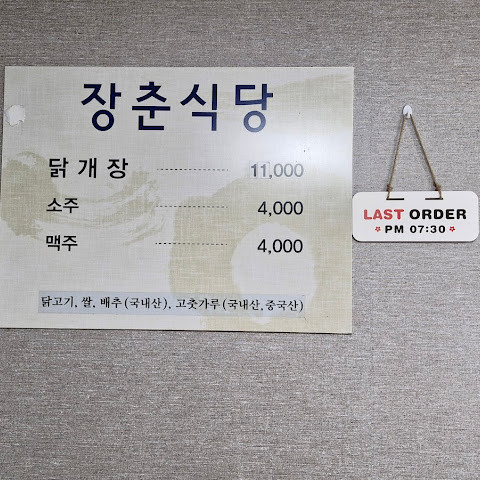 장춘식당
닭개장 11,000
소주 4,000
맥주 4,000
닭고기, 쌀, 배추(국내산), 고춧가루(국내산,중국산)
LAST ORDER
PM 07:30